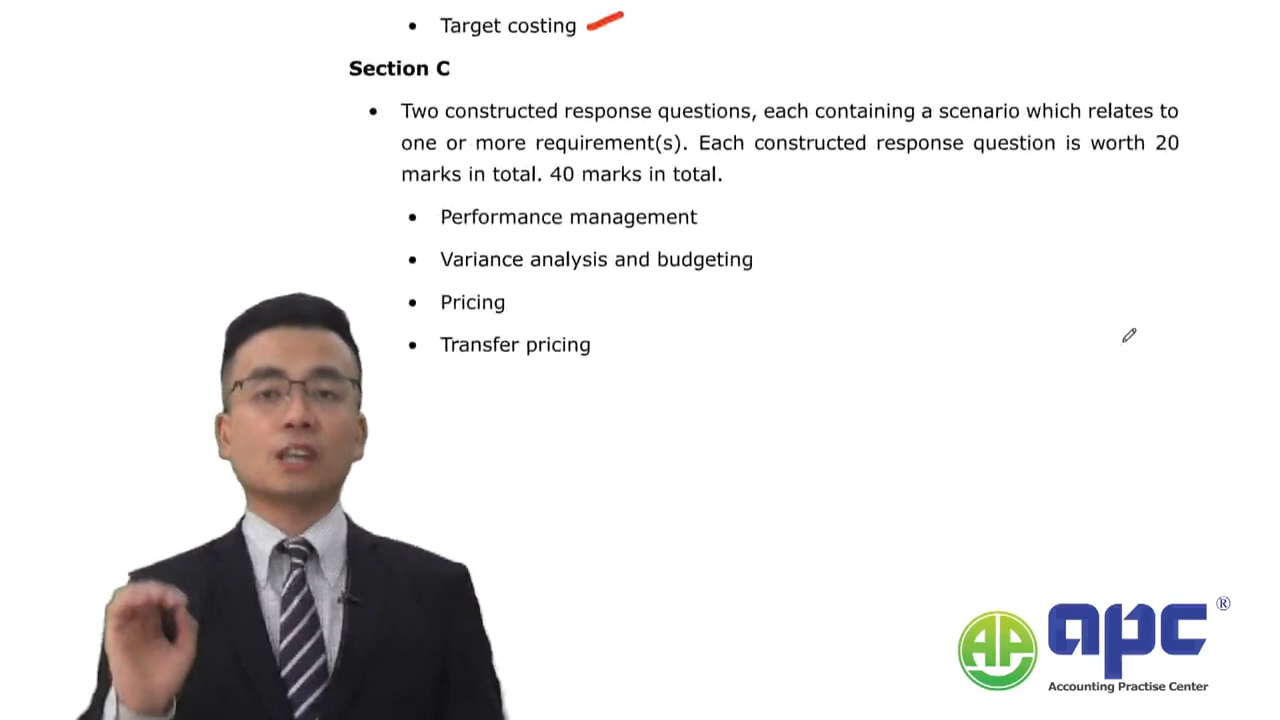 • Target costing
Section C
• Two constructed response questions, each containing a scenario which relates to
one or more requirement(s). Each constructed response question is worth 20
marks in total. 40 marks in total.
• Performance management
• Variance analysis and budgeting
• Pricing
• Transfer pricing
AP apc ®
Accounting Practise Center